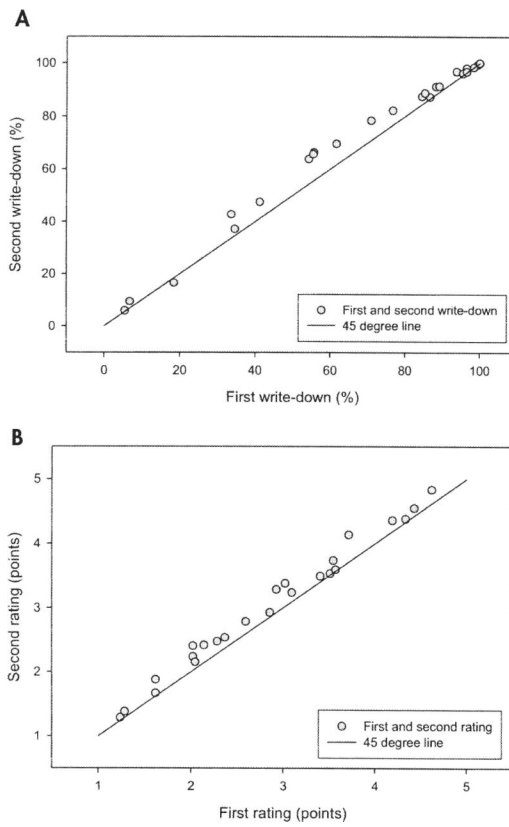 A
Second write-down (%)
100
80
60
40
20
0
First and second write-down
45 degree line
0 20 40 60 80 100
First write-down (%)
B
Second rating (points)
5
4
3
2
1
First and second rating
45 degree line
1 2 3 4 5
First rating (points)